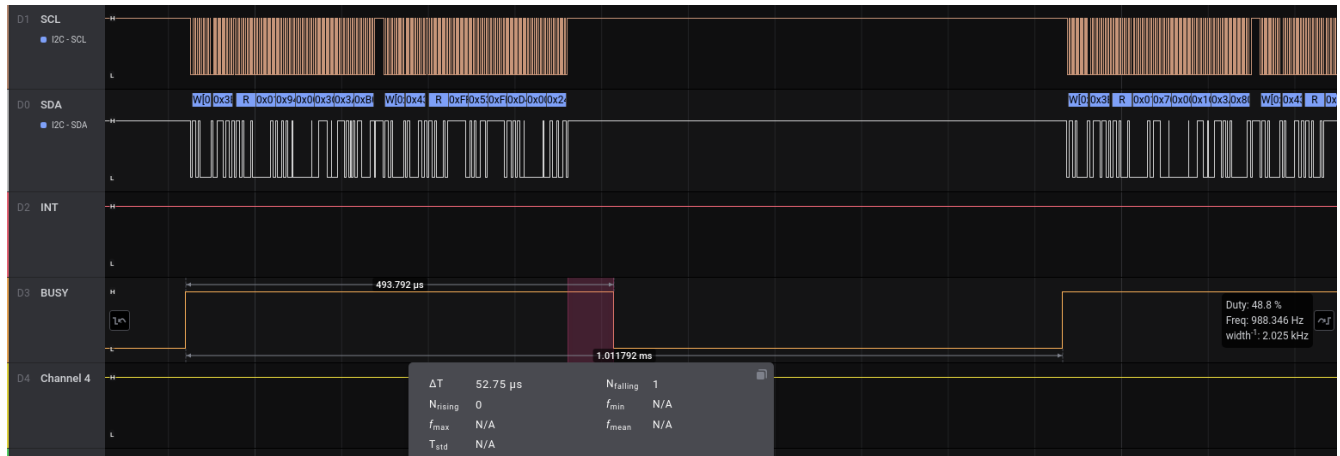 D1 SCL
I2C - SCL
H
L
D0 SDA
I2C - SDA
W[0 0x3 R 0x0 0x9 0x0 0x3 0x3 0xB W[0 0x43 R 0xF 0x5 0xF 0xD 0x0 0x24
W[0 0x3 R 0x0 0x7 0x0 0x1 0x3 0x8 W[0 0x43 R 0x
H
L
D2 INT
H
L
D3 BUSY
H
L
493.792 µs
1.011792 ms
Duty: 48.8 %
Freq: 988.346 Hz
width-1: 2.025 kHz
D4 Channel 4
H
L
ΔT 52.75 µs Nfalling 1
Nrising 0 fmin N/A
fmax N/A fmean N/A
Tstd N/A